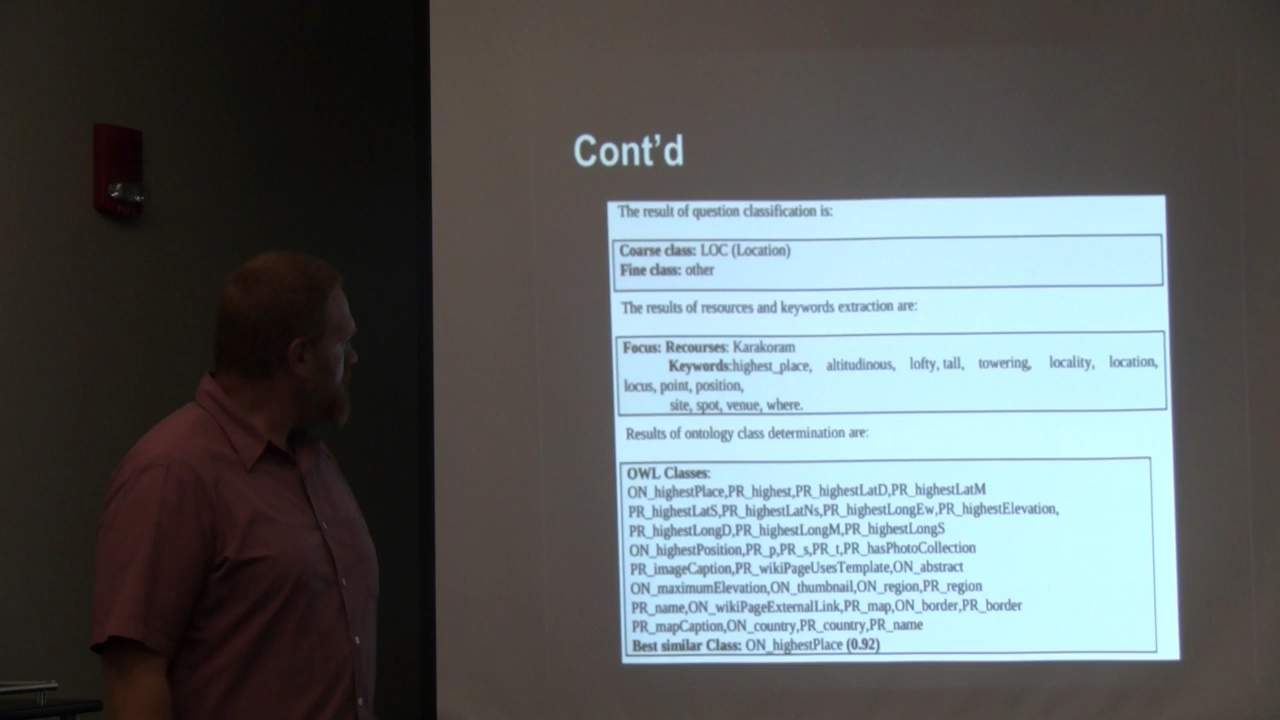 Cont'd
The result of question classification is:
Coarse class: LOC (Location)
Fine class: other
The results of resources and keywords extraction are:
Focus: Recourses: Karakoram
Keywords:highest_place, altitudinous, lofty, tall, towering, locality, location,
locus, point, position,
site, spot, venue, where.
Results of ontology class determination are:
OWL Classes:
ON_highestPlace,PR_highest,PR_highestLatD,PR_highestLatM
PR_highestLatS,PR_highestLatNs,PR_highestLongEw,PR_highestElevation,
PR_highestLongD,PR_highestLongM,PR_highestLongS
ON_highestPosition,PR_p,PR_s,PR_t,PR_hasPhotoCollection
PR_imageCaption,PR_wikiPageUsesTemplate,ON_abstract
ON_maximumElevation,ON_thumbnail,ON_region,PR_region
PR_name,ON_wikiPageExternalLink,PR_map,ON_border,PR_border
PR_mapCaption,ON_country,PR_country,PR_name
Best similar Class: ON_highestPlace (0.92)